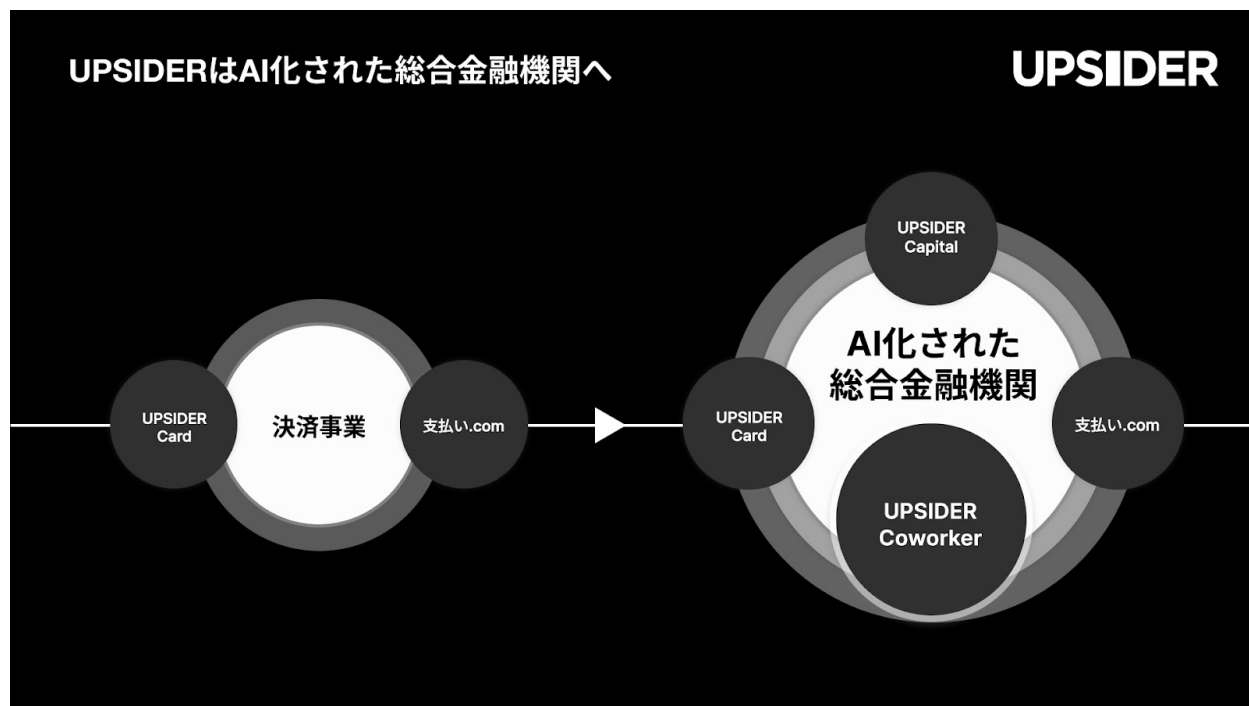 UPSIDERはAI化された総合金融機関へ
UPSIDER
UPSIDER
Card
決済事業
支払い.com
UPSIDER
Capital
AI化された
総合金融機関
UPSIDER
Card
支払い.com
UPSIDER
Coworker